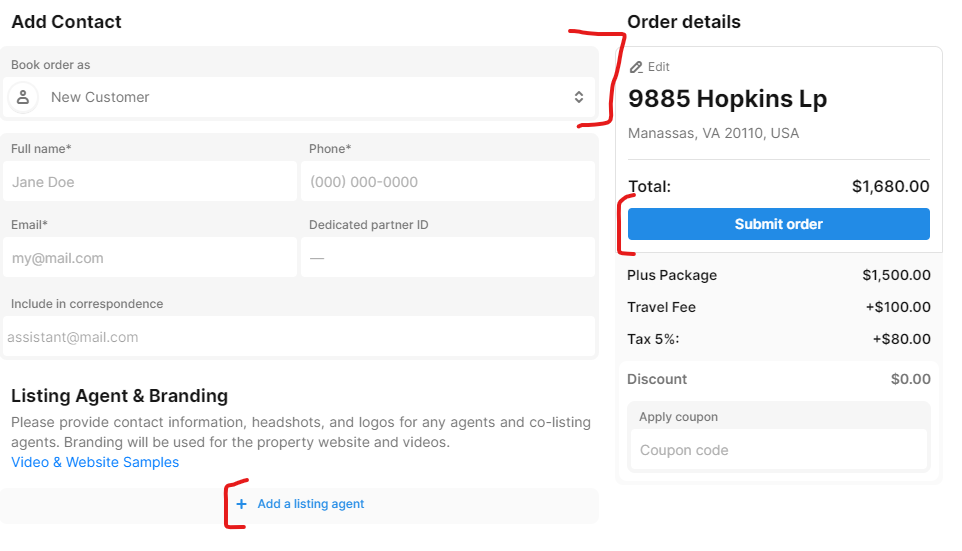 Add Contact
Book order as
New Customer
Full name*
Phone*
Jane Doe
(000) 000-0000
Email*
Dedicated partner ID
my@mail.com
—
Include in correspondence
assistant@mail.com
Listing Agent & Branding
Please provide contact information, headshots, and logos for any agents and co-listing
agents. Branding will be used for the property website and videos.
Video & Website Samples
+ Add a listing agent
Order details
Edit
9885 Hopkins Lp
Manassas, VA 20110, USA
Total: $1,680.00
Submit order
Plus Package $1,500.00
Travel Fee +$100.00
Tax 5%: +$80.00
Discount $0.00
Apply coupon
Coupon code